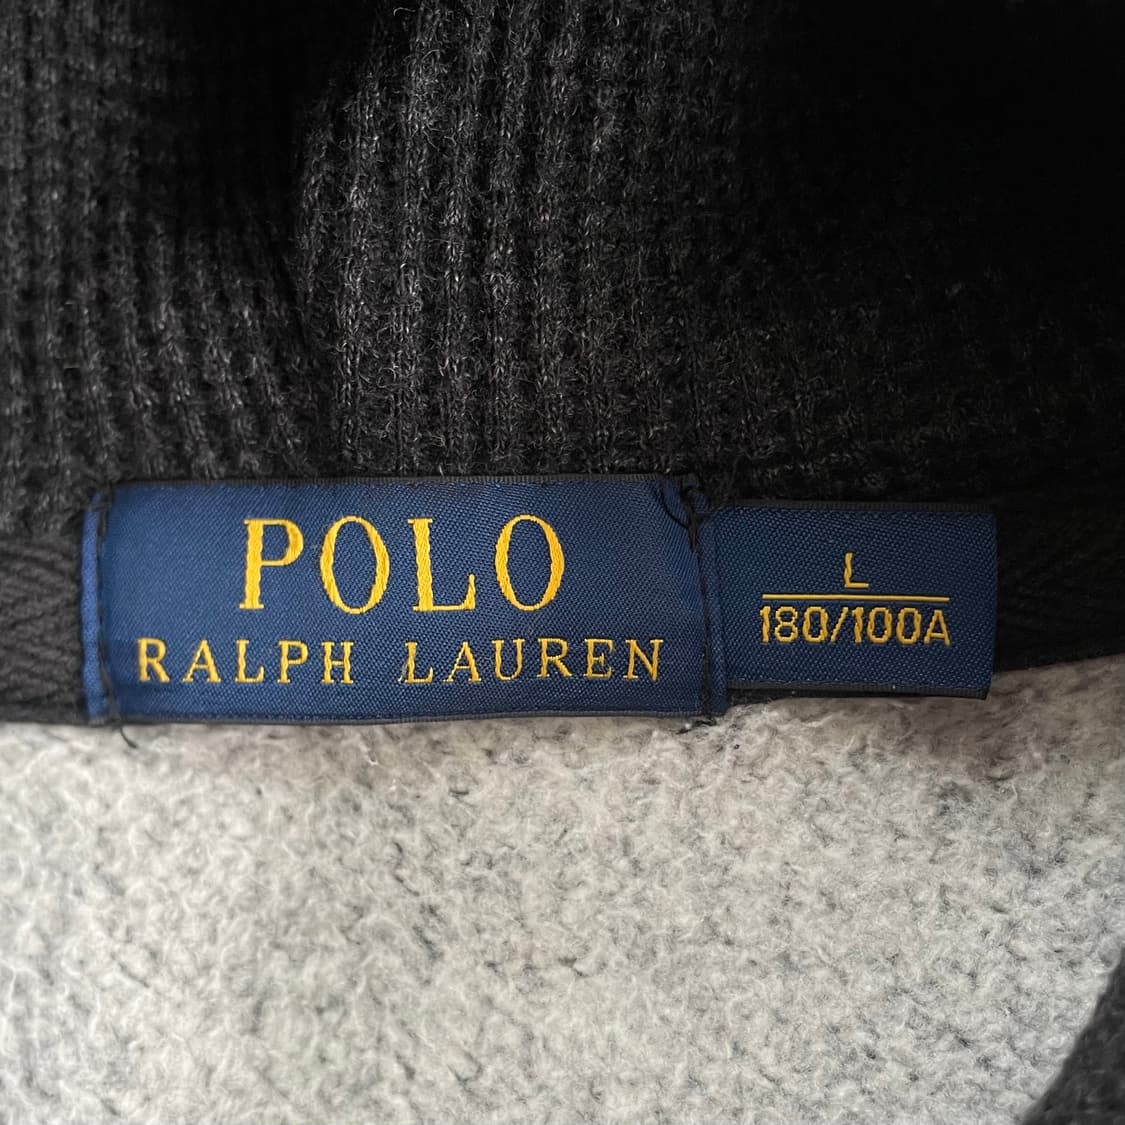 POLO
RALPH LAUREN
L
180/100A